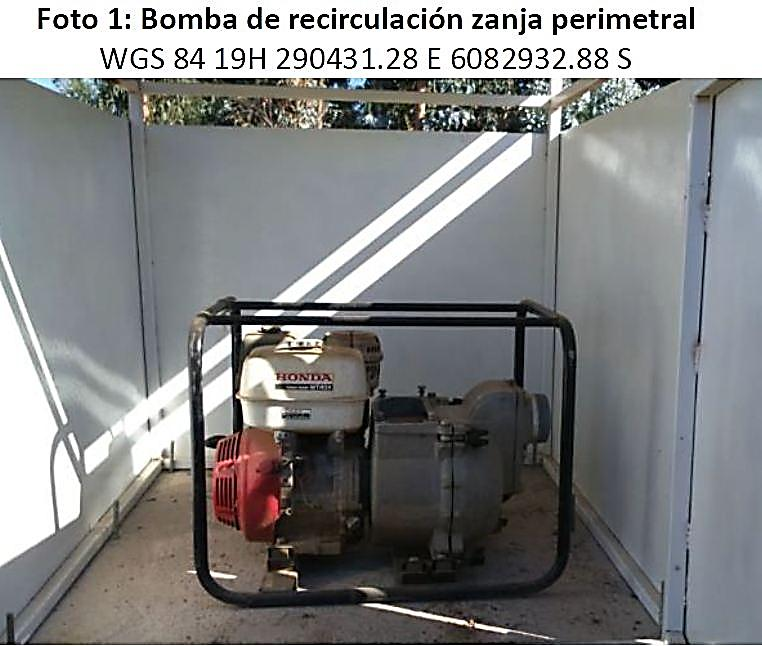 Foto 1: Bomba de recirculación zanja perimetral
WGS 84 19H 290431.28 E 6082932.88 S
HONDA